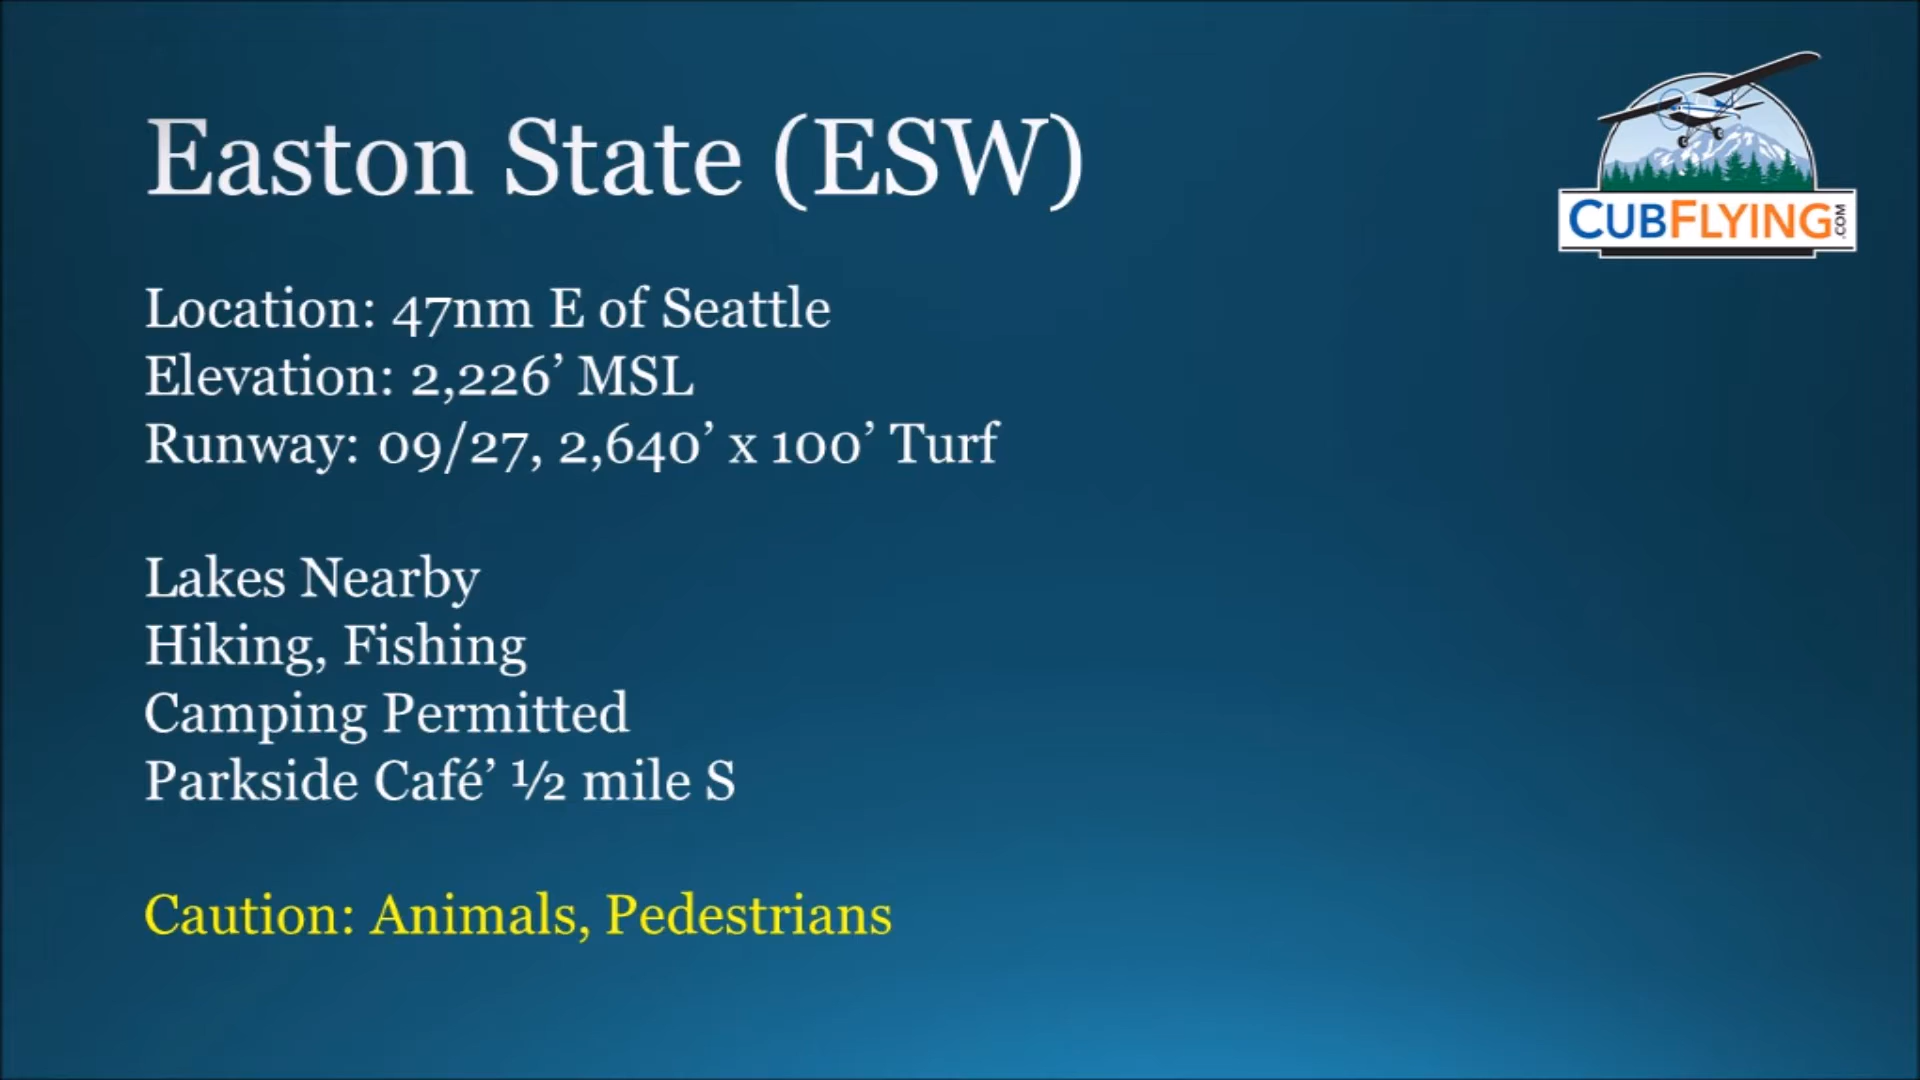 Easton State (ESW)
CUBFLYING.COM
Location: 47nm E of Seattle
Elevation: 2,226’ MSL
Runway: 09/27, 2,640’ x 100’ Turf
Lakes Nearby
Hiking, Fishing
Camping Permitted
Parkside Café’ ½ mile S
Caution: Animals, Pedestrians